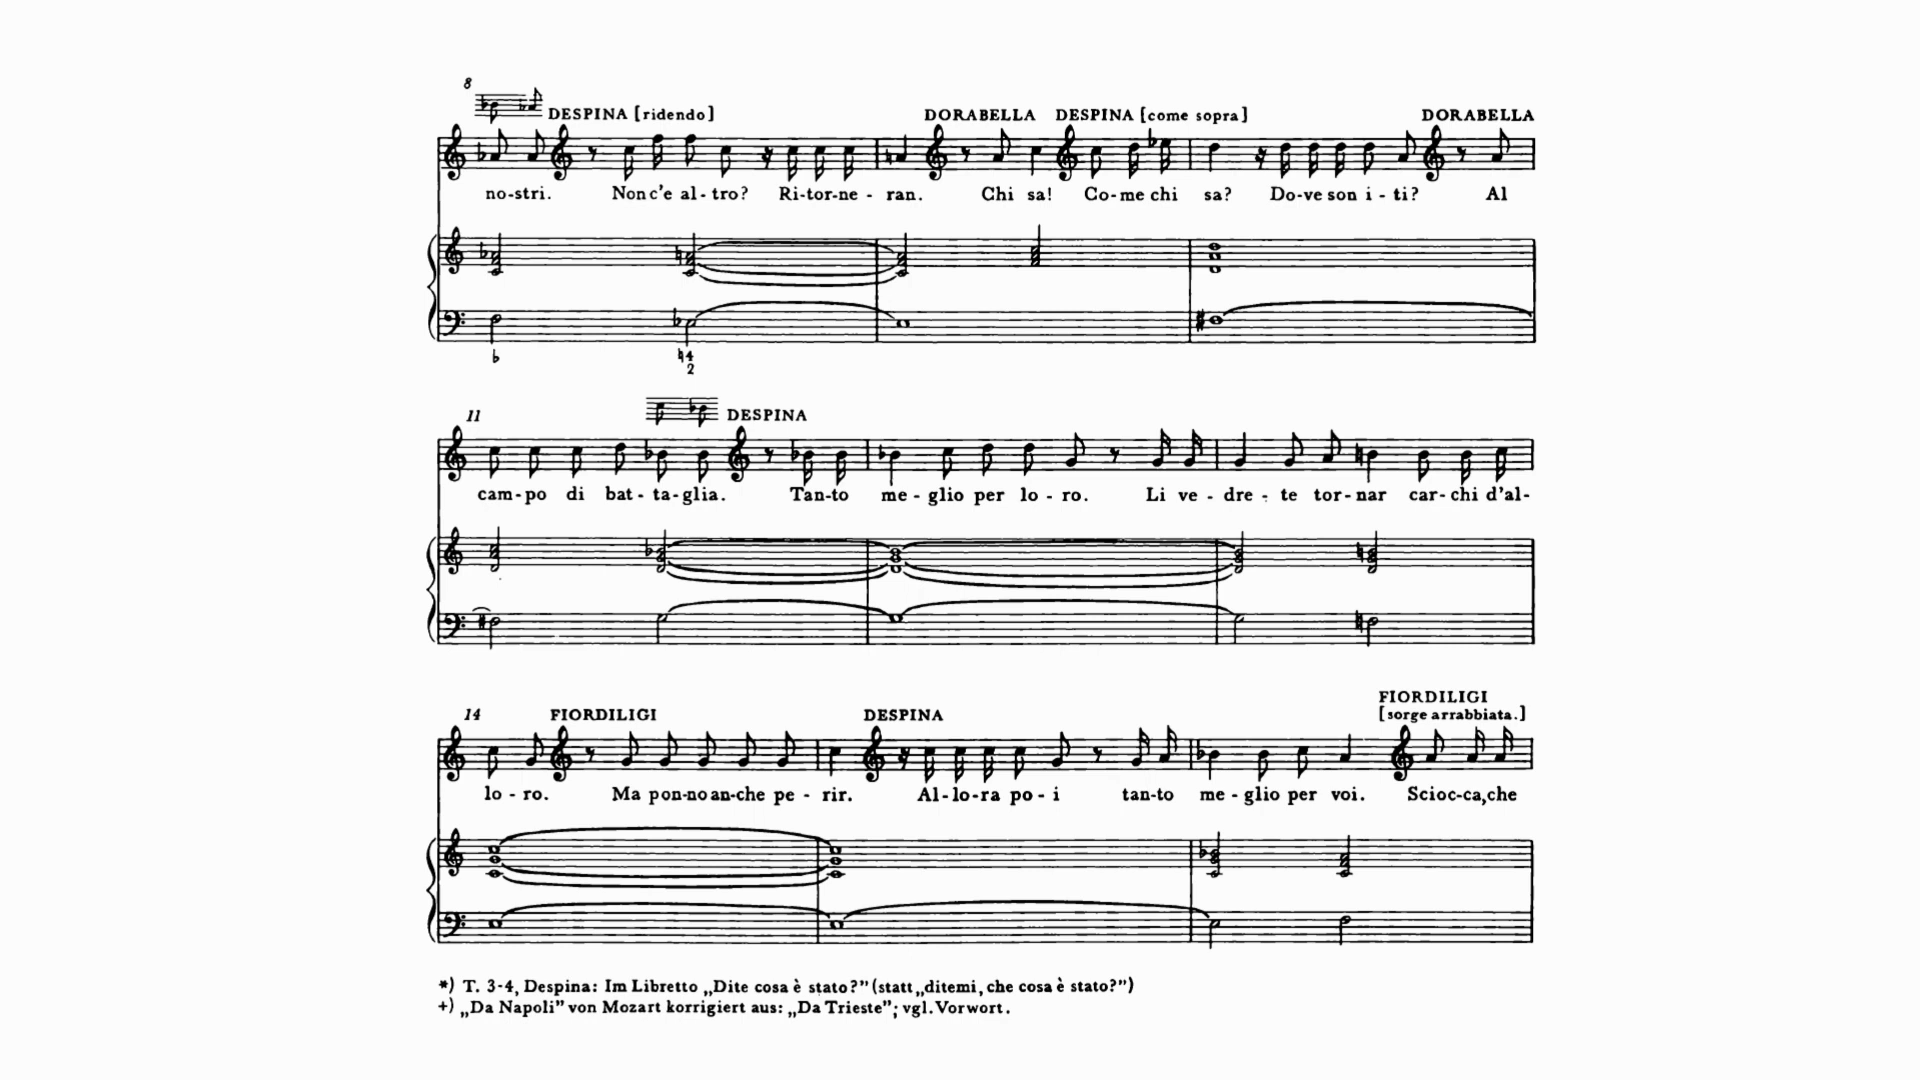 8
DESPINA [ridendo] DORABELLA DESPINA [come sopra] DORABELLA
no-stri. Non c'e al-tro? Ri-tor-ne - ran. Chi sa! Co-me chi sa? Do-ve son i - ti? Al
♭ ♮4
2
11 DESPINA
cam-po di bat-ta-glia. Tan-to me-glio per lo-ro. Li ve-dre-te tor-nar car-chi d'al-
FIORDILIGI
14 FIORDILIGI DESPINA [sorge arrabbiata.]
lo-ro. Ma pon-no an-che pe-rir. Al-lo-ra po-i tan-to me-glio per voi. Scioc-ca, che
*) T. 3-4, Despina: Im Libretto „Dite cosa è stato?" (statt „ditemi, che cosa è stato?")
+) „Da Napoli" von Mozart korrigiert aus: „Da Trieste"; vgl. Vorwort.